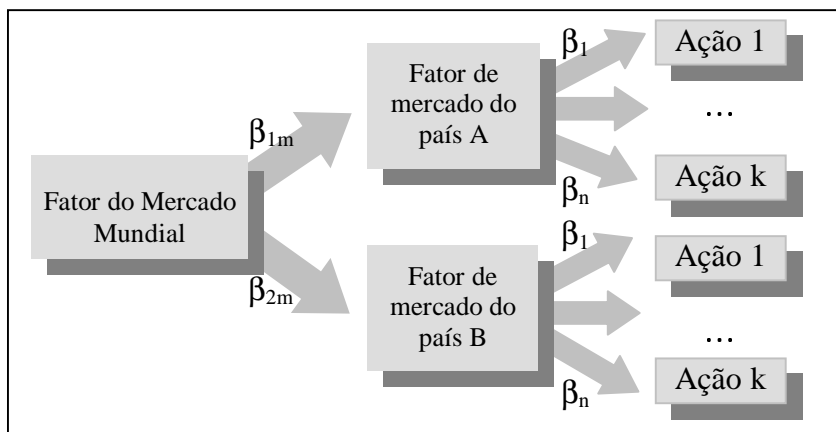 Fator do Mercado
Mundial
β1m
β2m
Fator de
mercado do
país A
β1
βn
Ação 1
...
Ação k
Fator de
mercado do
país B
β1
βn
Ação 1
...
Ação k